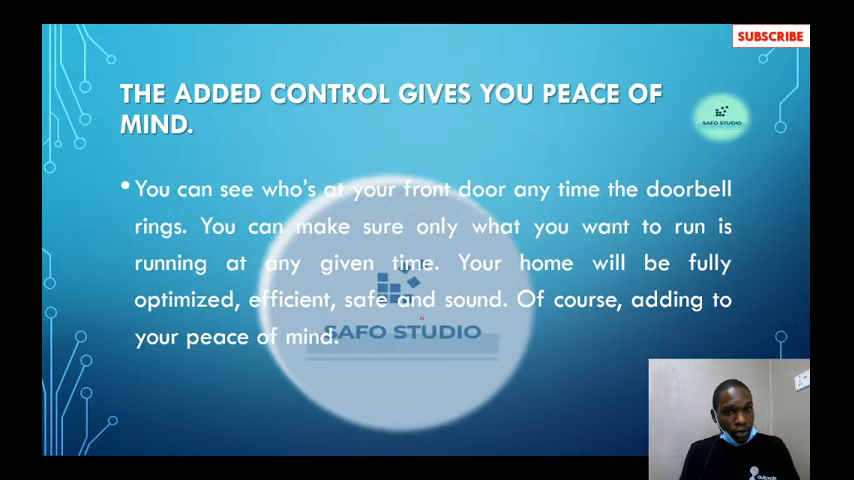 SUBSCRIBE
THE ADDED CONTROL GIVES YOU PEACE OF
MIND.
SAFO STUDIO
• You can see who's at your front door any time the doorbell
rings. You can make sure only what you want to run is
running at any given time. Your home will be fully
optimized, efficient, safe and sound. Of course, adding to
your peace of mind.
SAFO STUDIO